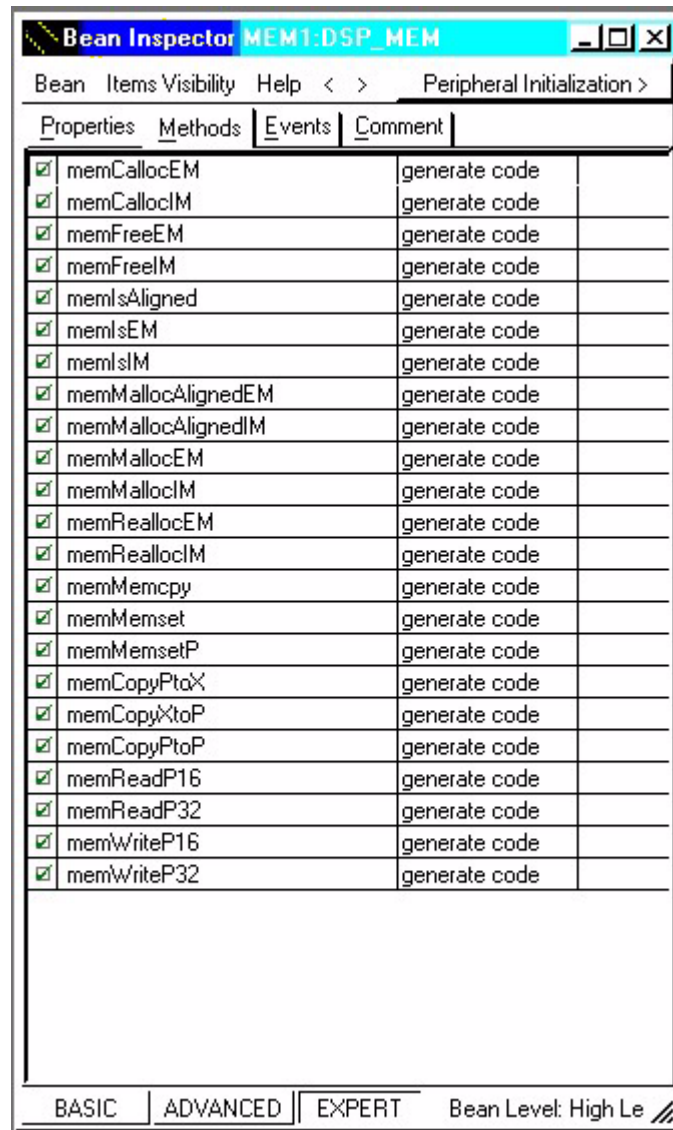 Bean Inspector MEM1:DSP_MEM
Bean Items Visibility Help < > Peripheral Initialization >
Properties Methods Events Comment
memCallocEM generate code
memCallocIM generate code
memFreeEM generate code
memFreeIM generate code
memIsAligned generate code
memIsEM generate code
memIsIM generate code
memMallocAlignedEM generate code
memMallocAlignedIM generate code
memMallocEM generate code
memMallocIM generate code
memReallocEM generate code
memReallocIM generate code
memMemcpy generate code
memMemset generate code
memMemsetP generate code
memCopyPtoX generate code
memCopyXtoP generate code
memCopyPtoP generate code
memReadP16 generate code
memReadP32 generate code
memWriteP16 generate code
memWriteP32 generate code
BASIC ADVANCED EXPERT Bean Level: High Le